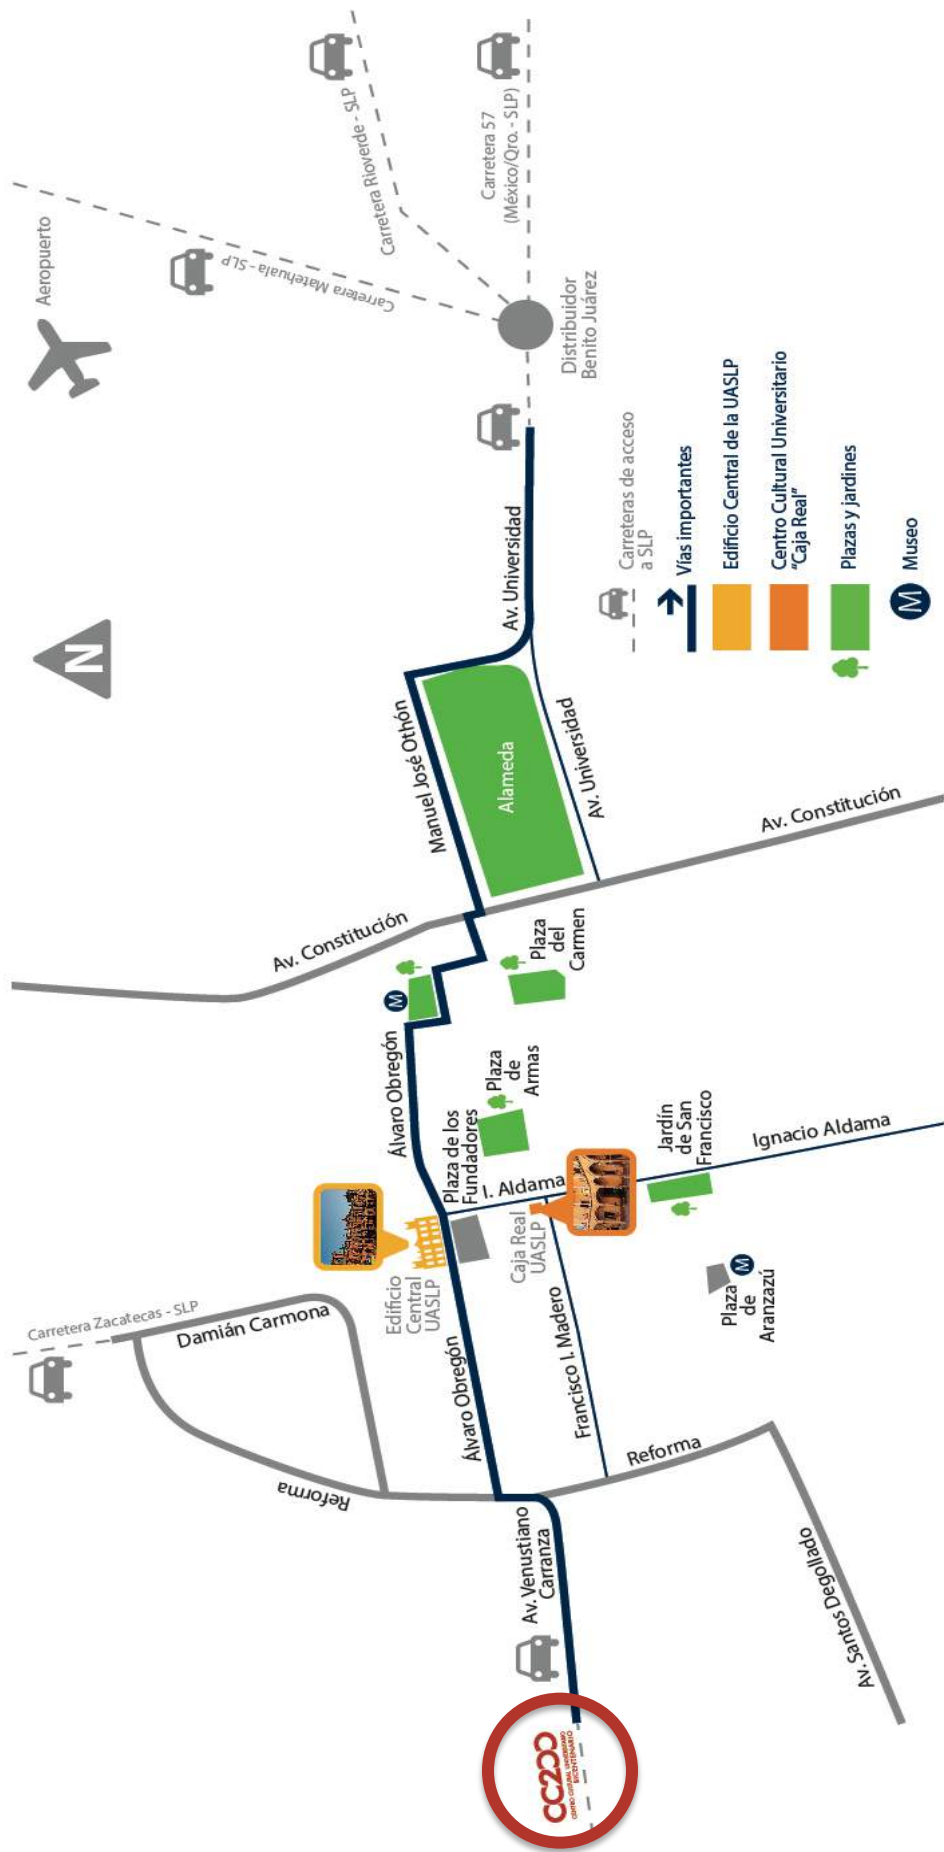 Aeropuerto
Carretera Rioverde - SLP
Carretera 57
(México/Qro. - SLP)
Carretera Matehuala - SLP
Distribuidor
Benito Juárez
N
Av. Universidad
Manuel José Othón
Alameda
Av. Universidad
Av. Constitución
Av. Constitución
M
Plaza
del
Carmen
Álvaro Obregón
Plaza
de
Armas
Plaza de los
Fundadores
I. Aldama
Jardín
de San
Francisco
Ignacio Aldama
Edificio
Central
UASLP
Caja Real
UASLP
Plaza
de
Aranzazú
M
Carretera Zacatecas - SLP
Damián Carmona
Álvaro Obregón
Francisco I. Madero
Reforma
Reforma
Av. Venustiano
Carranza
Av. Santos Degollado
CC200
CENTRO CULTURAL UNIVERSITARIO
BICENTENARIO
Carreteras de acceso
a SLP
Vías importantes
Edificio Central de la UASLP
Centro Cultural Universitario
“Caja Real”
Plazas y jardines
M
Museo